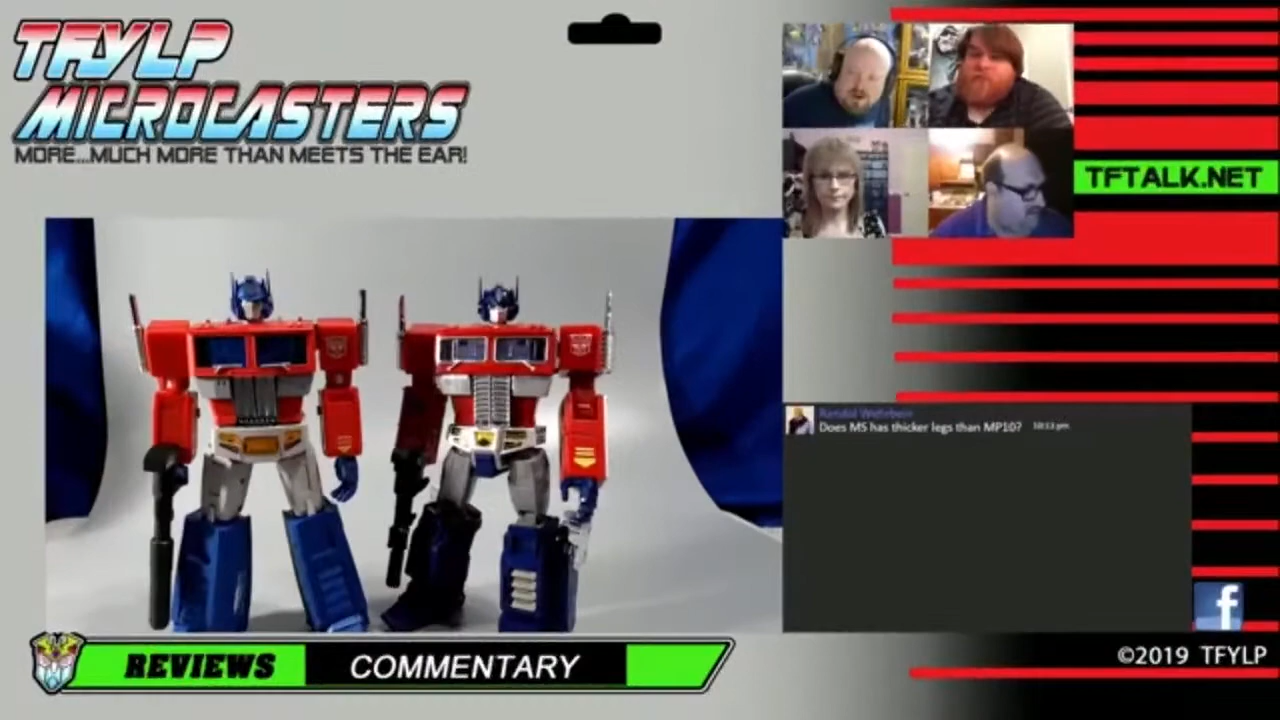 TFYLP
MICROCASTERS
MORE...MUCH MORE THAN MEETS THE EAR!
TFTALK.NET
Does MS has thicker legs than MP10?
REVIEWS
COMMENTARY
f
©2019 TFYLP